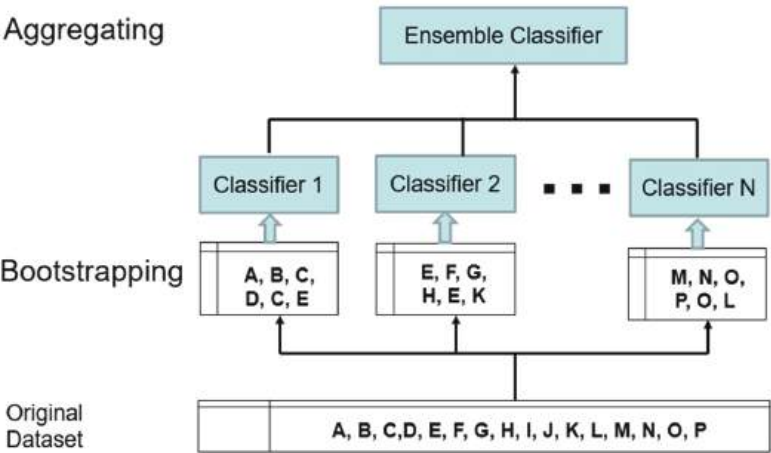 Aggregating
Ensemble Classifier
Classifier 1
Classifier 2
Classifier N
Bootstrapping
A, B, C,
D, C, E
E, F, G,
H, E, K
M, N, O,
P, O, L
Original
Dataset
A, B, C,D, E, F, G, H, I, J, K, L, M, N, O, P